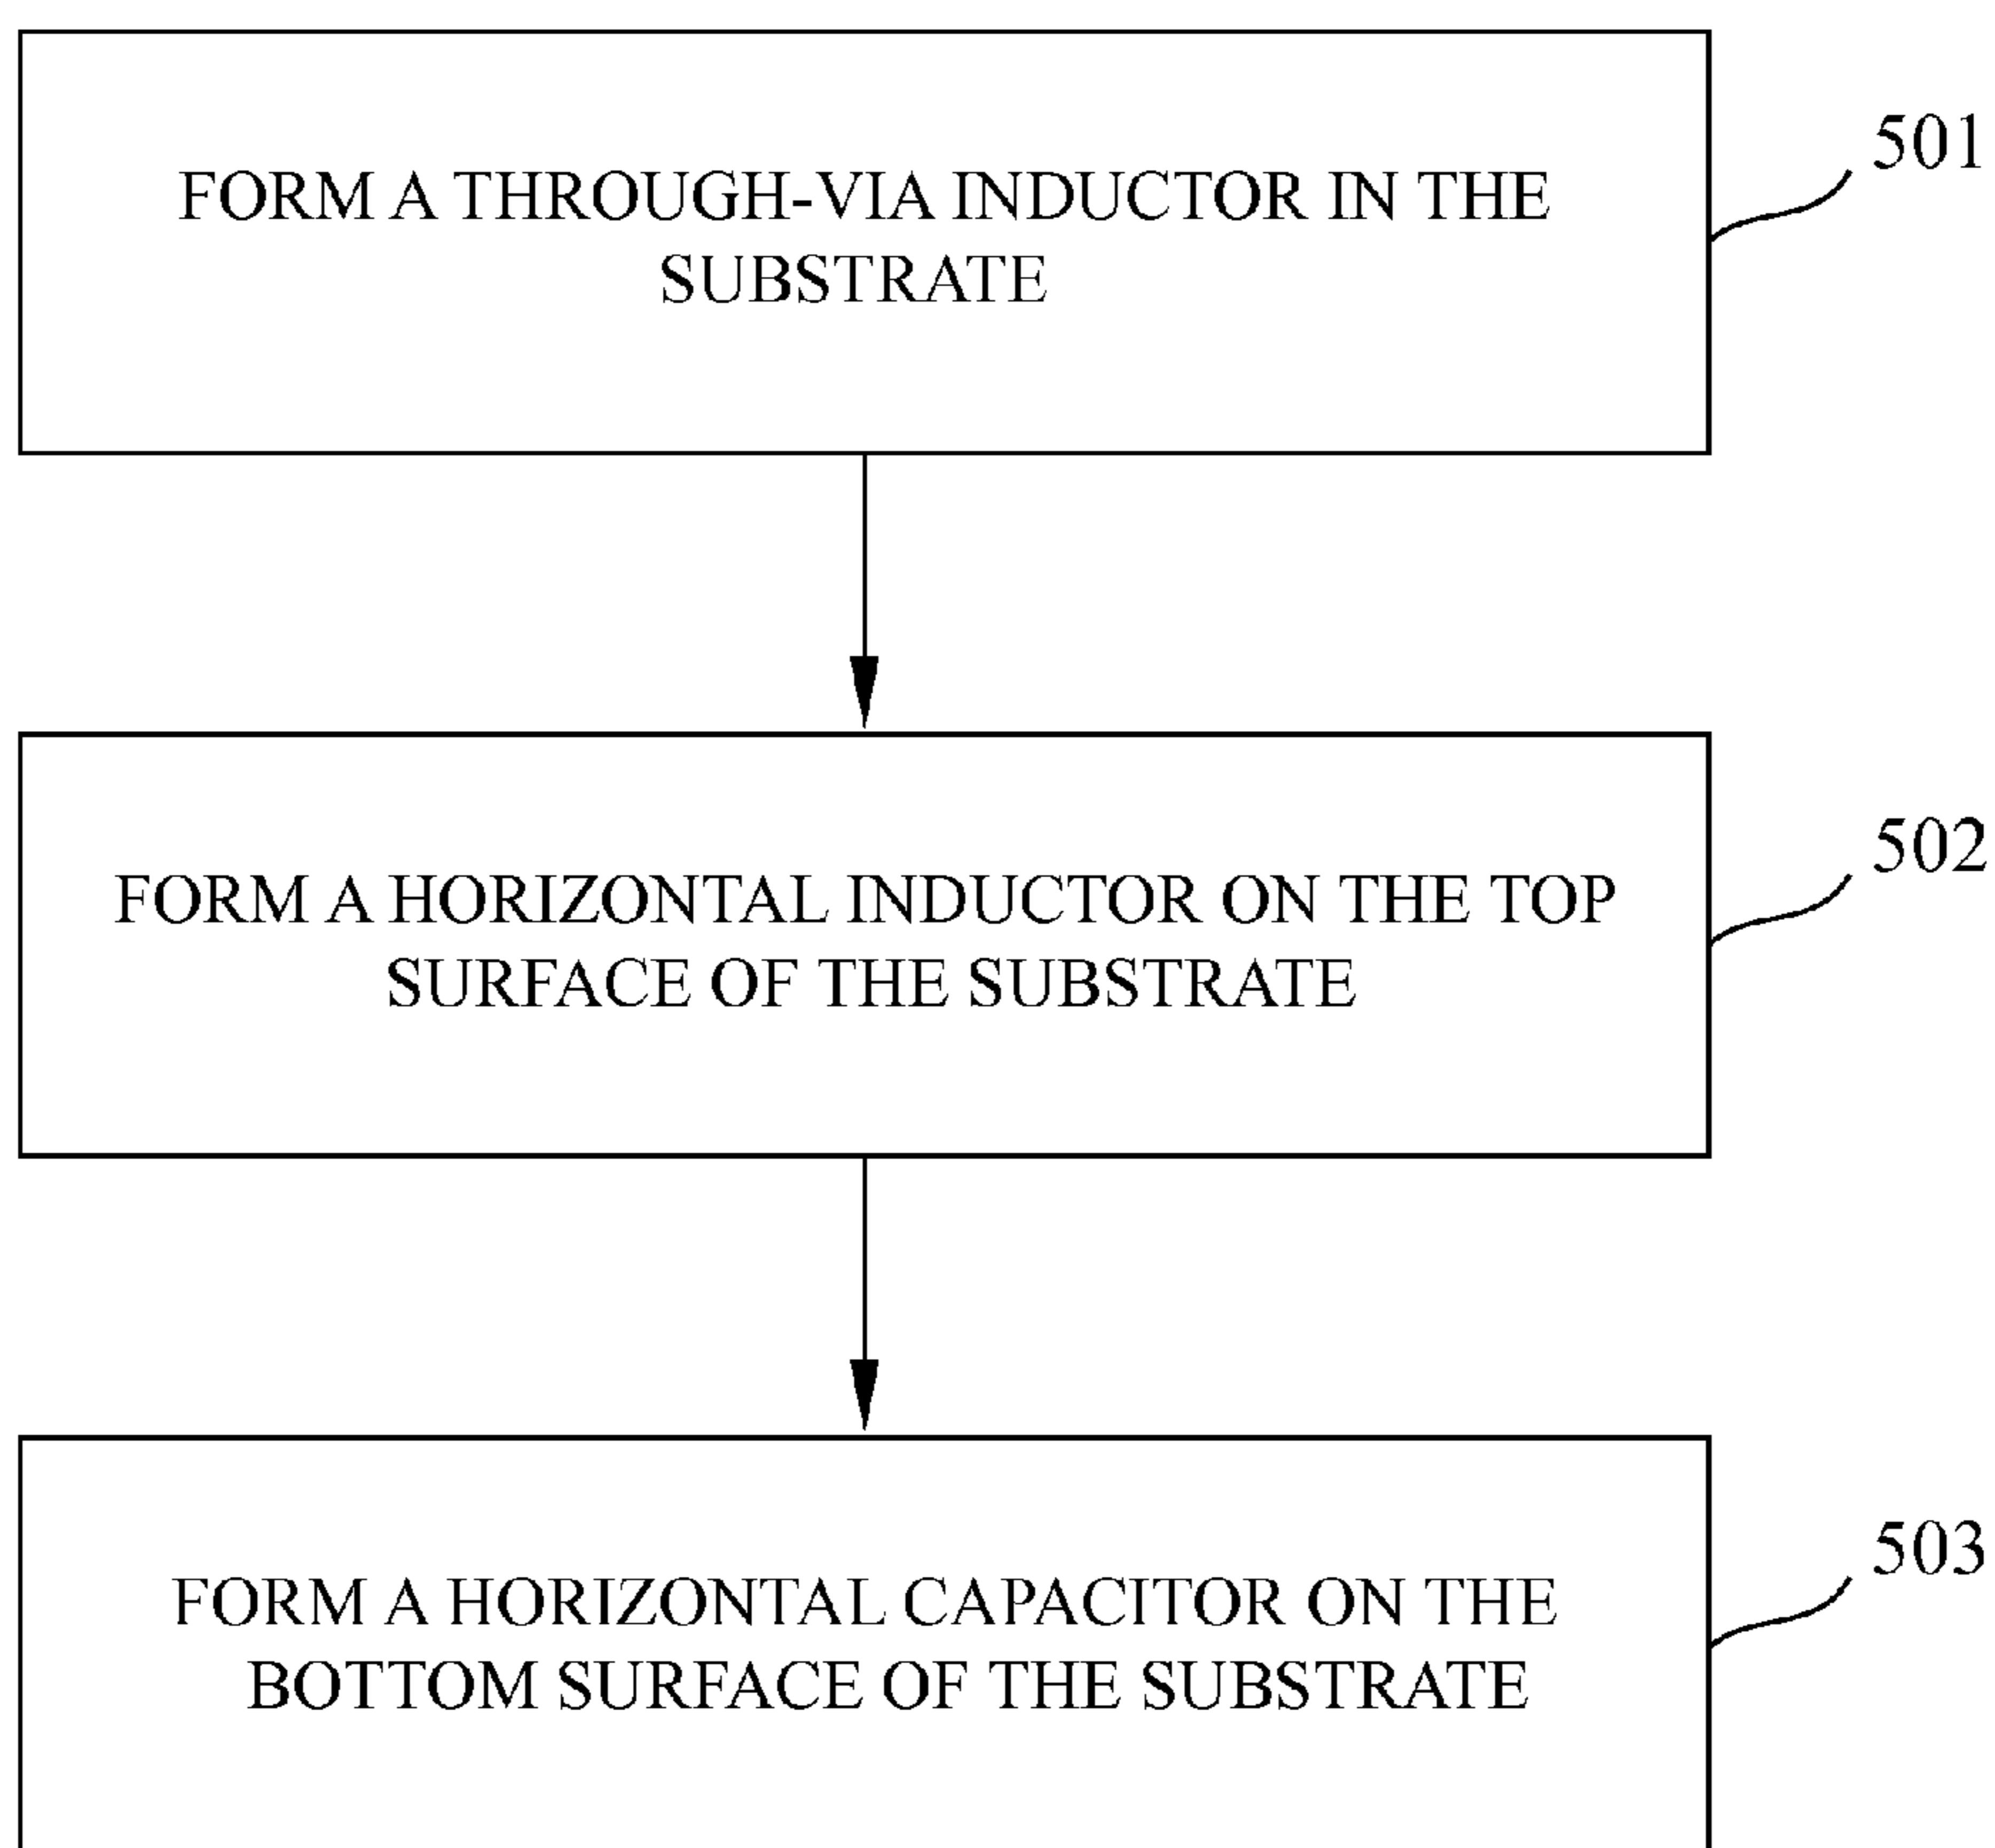 FORM A THROUGH-VIA INDUCTOR IN THE
SUBSTRATE
501
FORM A HORIZONTAL INDUCTOR ON THE TOP
SURFACE OF THE SUBSTRATE
502
FORM A HORIZONTAL CAPACITOR ON THE
BOTTOM SURFACE OF THE SUBSTRATE
503